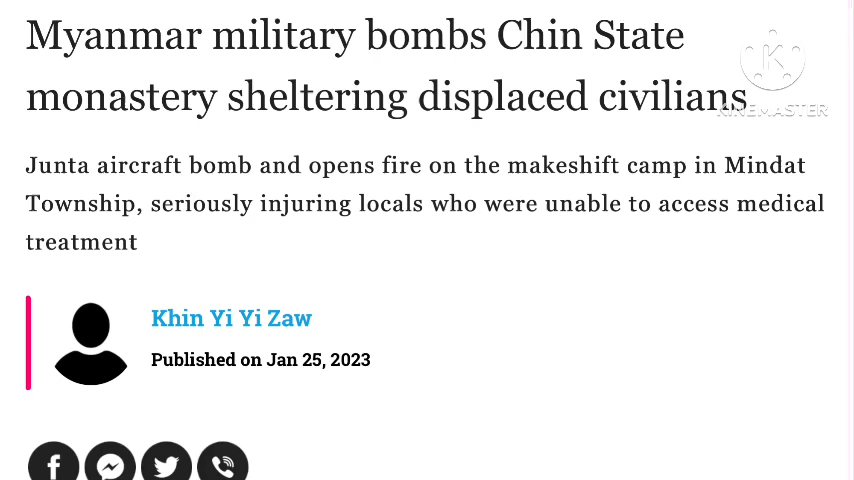 Myanmar military bombs Chin State
monastery sheltering displaced civilians
KINEMASTER
Junta aircraft bomb and opens fire on the makeshift camp in Mindat
Township, seriously injuring locals who were unable to access medical
treatment
Khin Yi Yi Zaw
Published on Jan 25, 2023